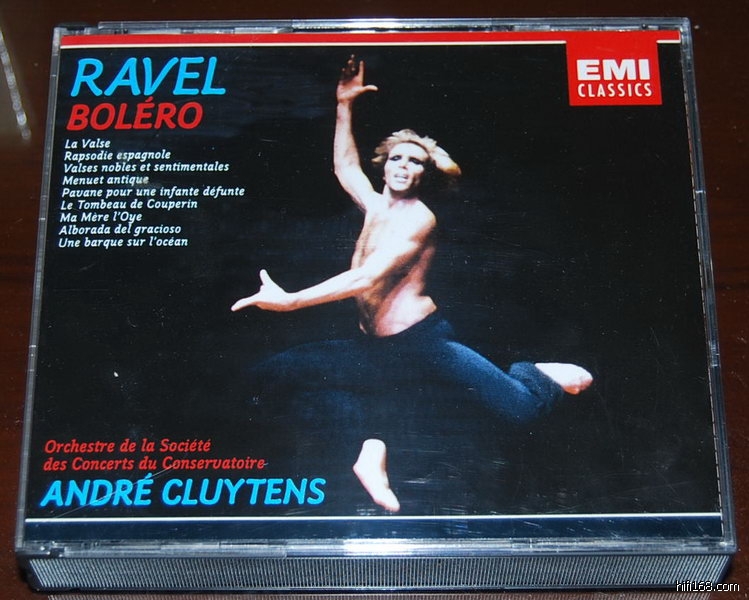 RAVEL
BOLÉRO
La Valse
Rapsodie espagnole
Valses nobles et sentimentales
Menuet antique
Pavane pour une infante défunte
Le Tombeau de Couperin
Ma Mère l'Oye
Alborada del gracioso
Une barque sur l'océan
EMI
CLASSICS
Orchestre de la Société
des Concerts du Conservatoire
ANDRÉ CLUYTENS
hifi168.com